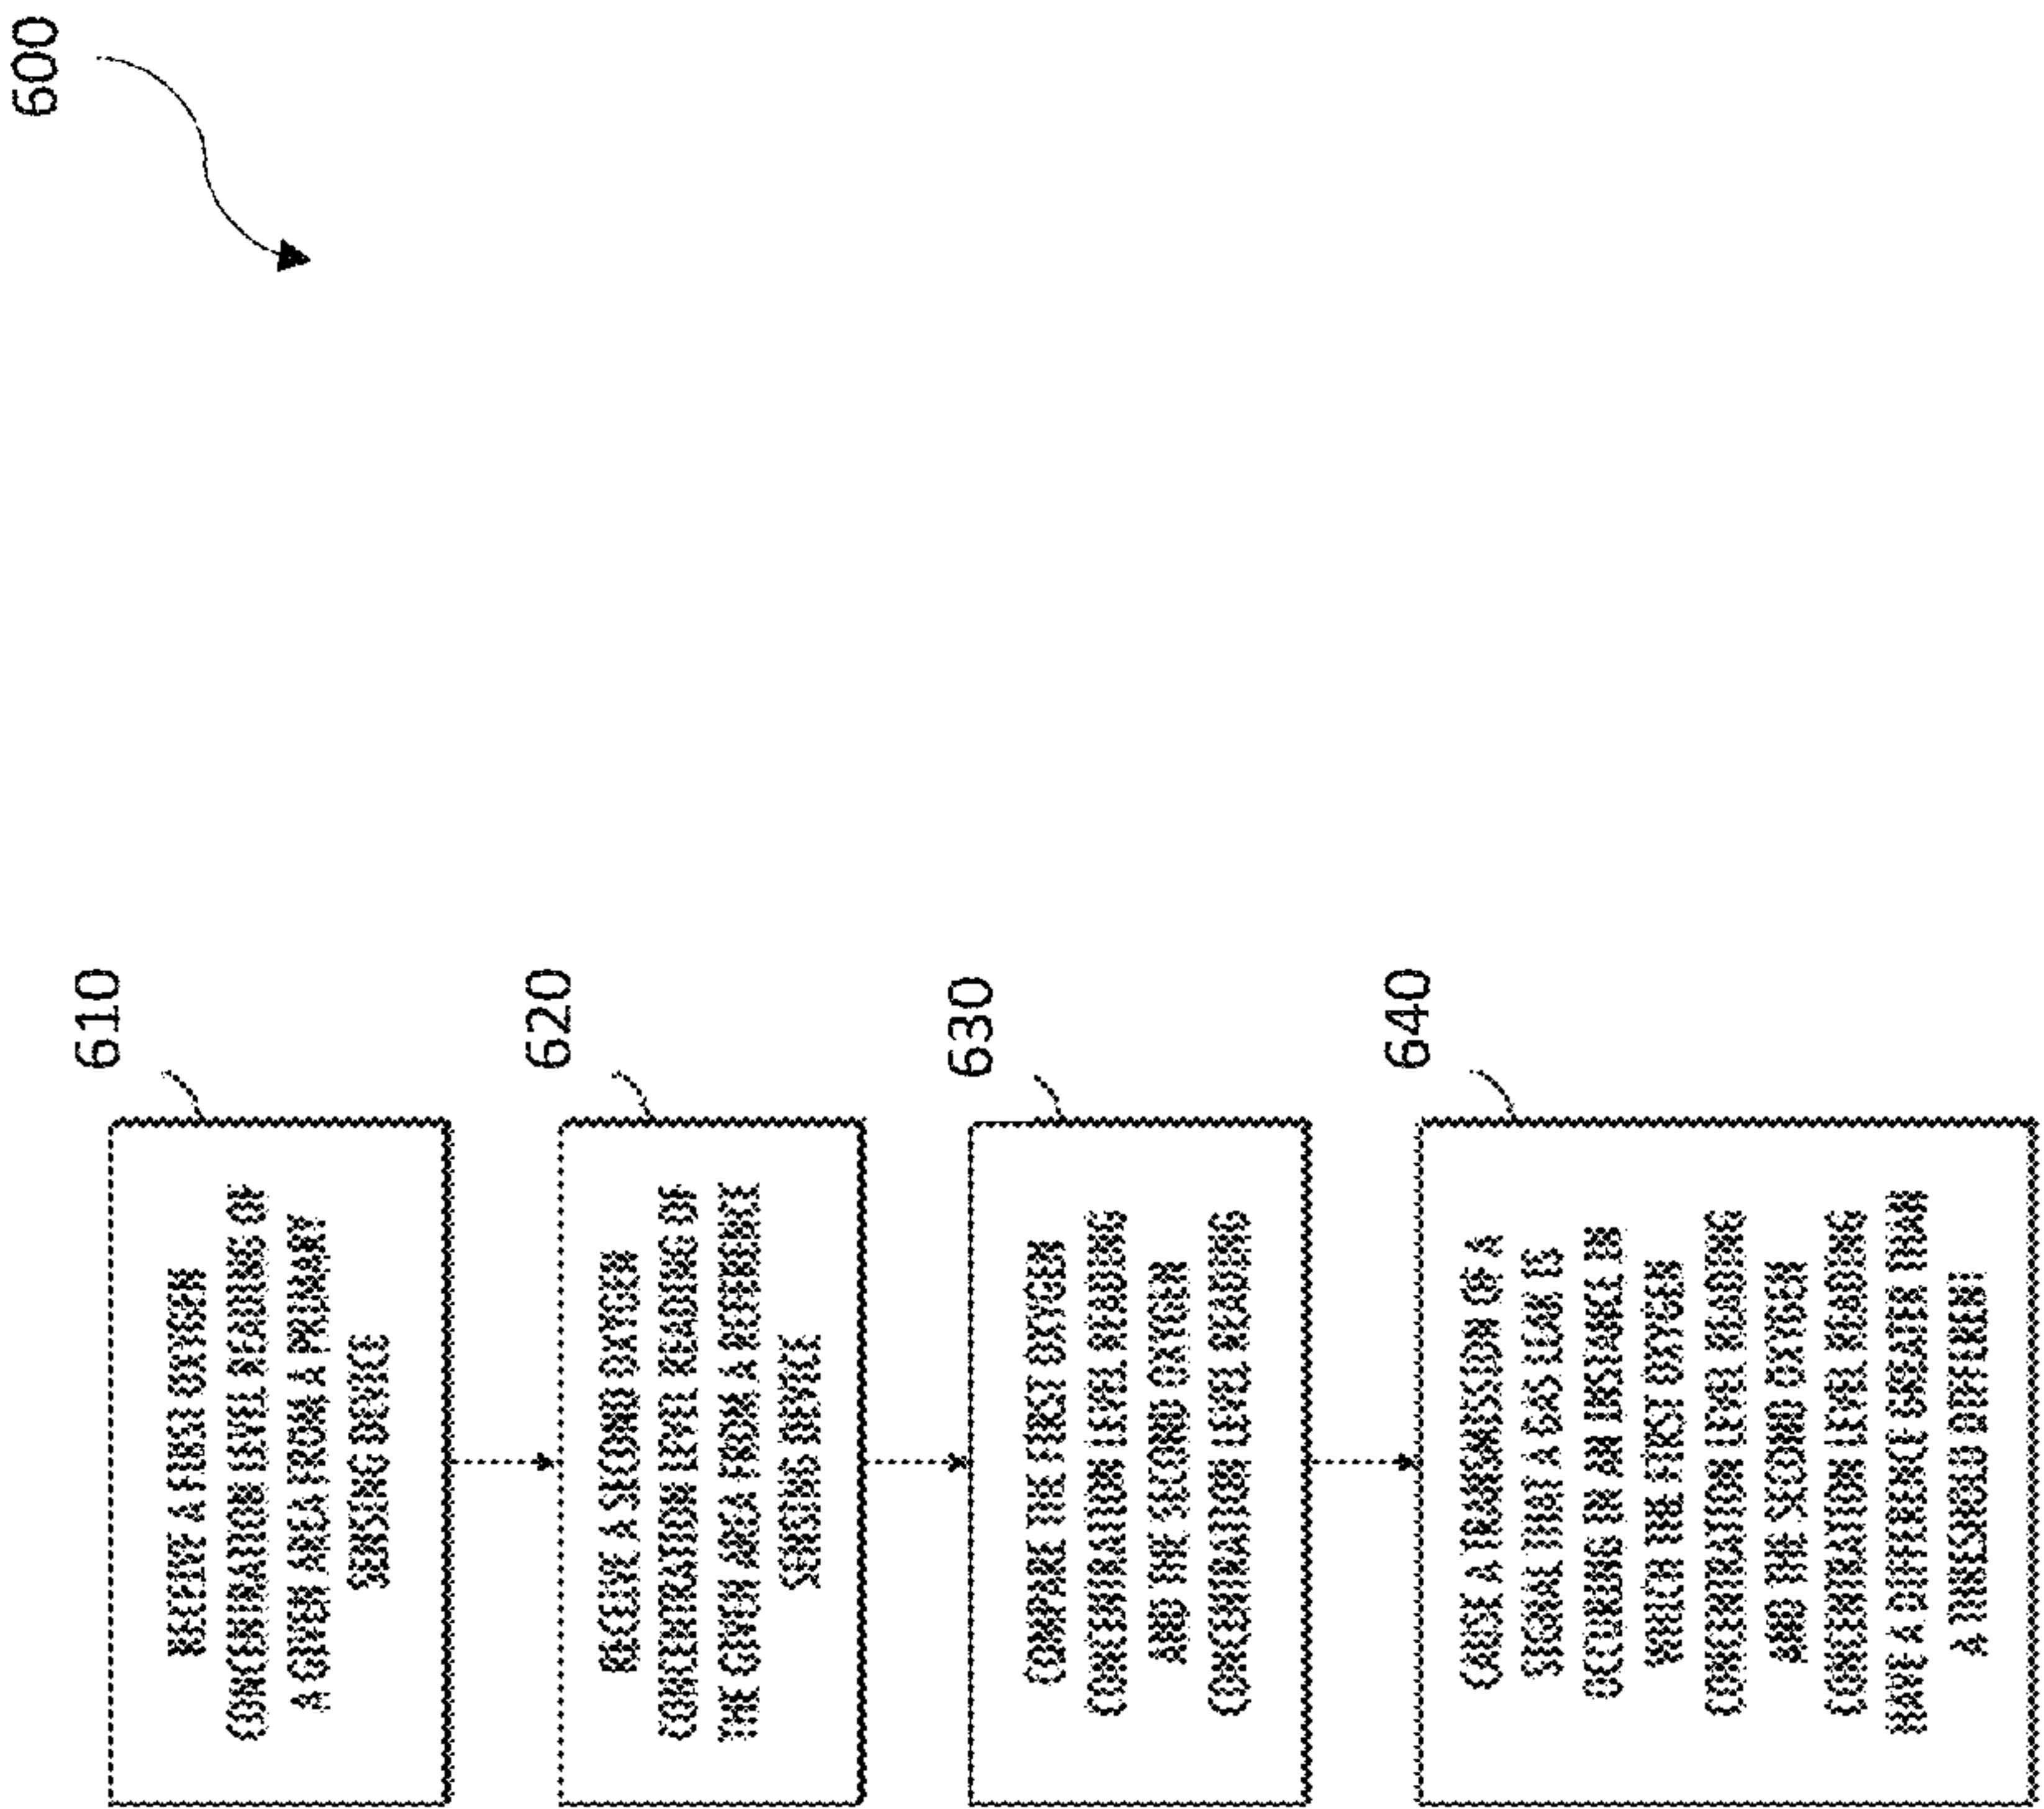 600
610
RECEIVE A FIRST OXYGEN
CONCENTRATION LEVEL READING OF
A GIVEN AREA FROM A PRIMARY
SENSING DEVICE
620
RECEIVE A SECOND OXYGEN
CONCENTRATION LEVEL READING OF
THE GIVEN AREA FROM A REFERENCE
SENSING DEVICE
630
COMPARE THE FIRST OXYGEN
CONCENTRATION LEVEL READING
AND THE SECOND OXYGEN
CONCENTRATION LEVEL READING
640
CAUSE A TRANSMISSION OF A
SIGNAL THAT A GAS LEAK IS
OCCURING IN AN INSTANCE IN
WHICH THE FIRST OXYGEN
CONCENTRATION LEVEL READING
AND THE SECOND OXYGEN
CONCENTRATION LEVEL READING
HAVE A DIFFERENCE GREATER THAN
A THRESHOLD DIFFERENT